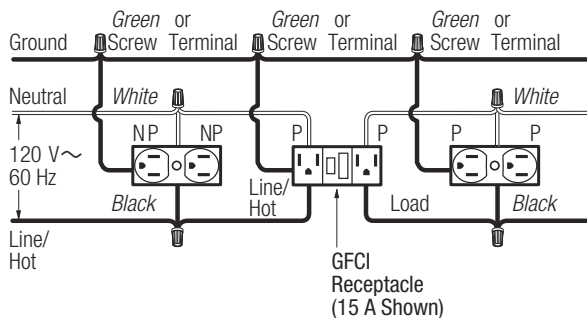 Green or Green or Green or
Ground Screw Terminal Screw Terminal Screw Terminal
Neutral White White
N P NP P P P P
120 V~
60 Hz
Black Line/ Hot Load Black
Line/
Hot
GFCI
Receptacle
(15 A Shown)